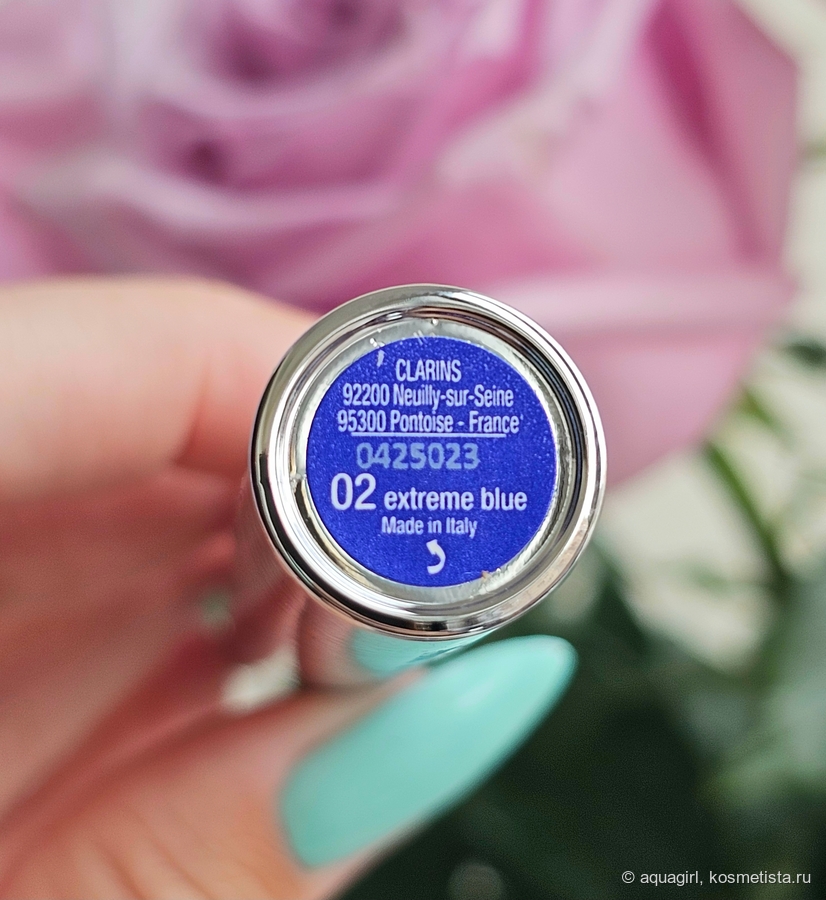 CLARINS
92200 Neuilly-sur-Seine
95300 Pontoise - France
0425023
02 extreme blue
Made in Italy
© aquagirl, kosmetista.ru